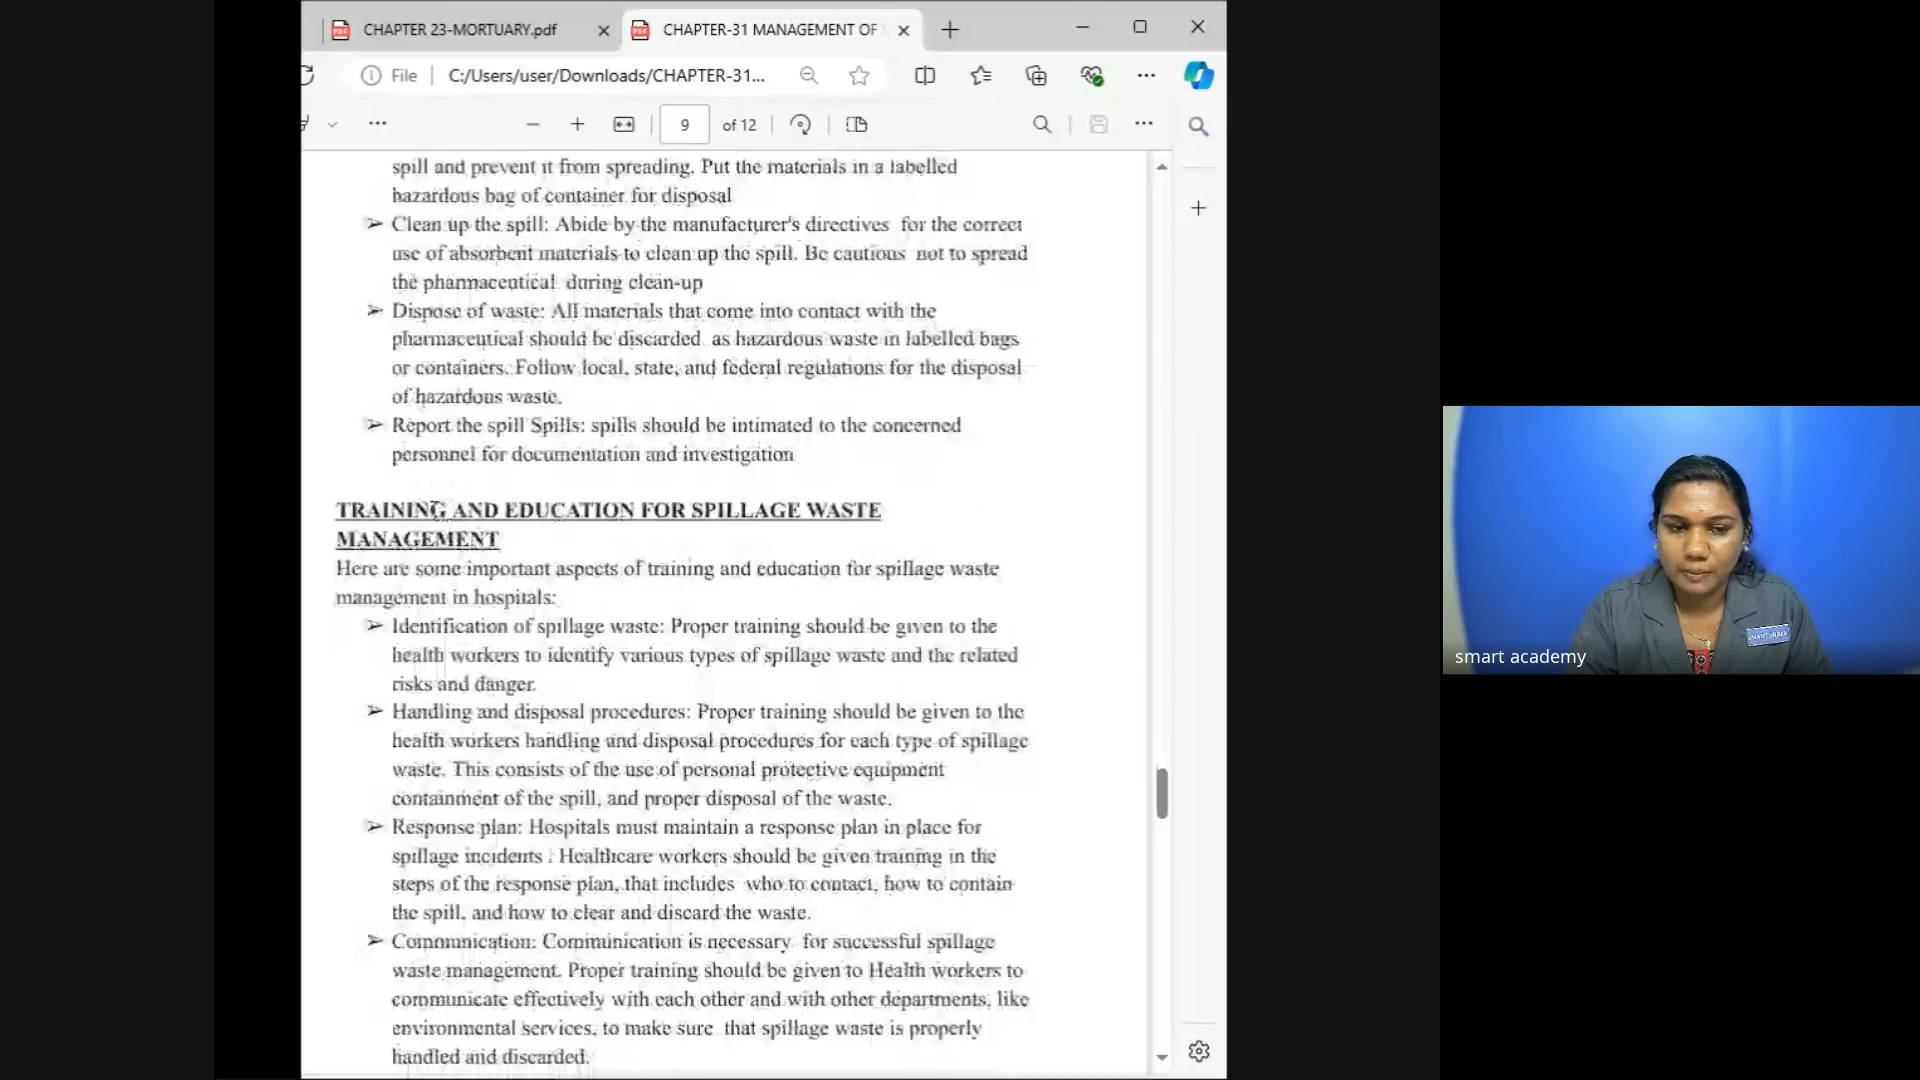 CHAPTER 23-MORTUARY.pdf
CHAPTER-31 MANAGEMENT OF
File
C:/Users/user/Downloads/CHAPTER-31...
9 of 12
spill and prevent it from spreading. Put the materials in a labelled
hazardous bag of container for disposal
➢ Clean up the spill: Abide by the manufacturer's directives for the correct
use of absorbent materials to clean up the spill. Be cautious not to spread
the pharmaceutical during clean-up
➢ Dispose of waste: All materials that come into contact with the
pharmaceutical should be discarded as hazardous waste in labelled bags
or containers. Follow local, state, and federal regulations for the disposal
of hazardous waste.
➢ Report the spill Spills: spills should be intimated to the concerned
personnel for documentation and investigation
TRAINING AND EDUCATION FOR SPILLAGE WASTE
MANAGEMENT
Here are some important aspects of training and education for spillage waste
management in hospitals:
➢ Identification of spillage waste: Proper training should be given to the
health workers to identify various types of spillage waste and the related
risks and danger.
➢ Handling and disposal procedures: Proper training should be given to the
health workers handling and disposal procedures for each type of spillage
waste. This consists of the use of personal protective equipment
containment of the spill, and proper disposal of the waste.
➢ Response plan: Hospitals must maintain a response plan in place for
spillage incidents . Healthcare workers should be given training in the
steps of the response plan, that includes who to contact, how to contain
the spill, and how to clear and discard the waste.
➢ Communication: Communication is necessary for successful spillage
waste management. Proper training should be given to Health workers to
communicate effectively with each other and with other departments, like
environmental services, to make sure that spillage waste is properly
handled and discarded.
smart academy